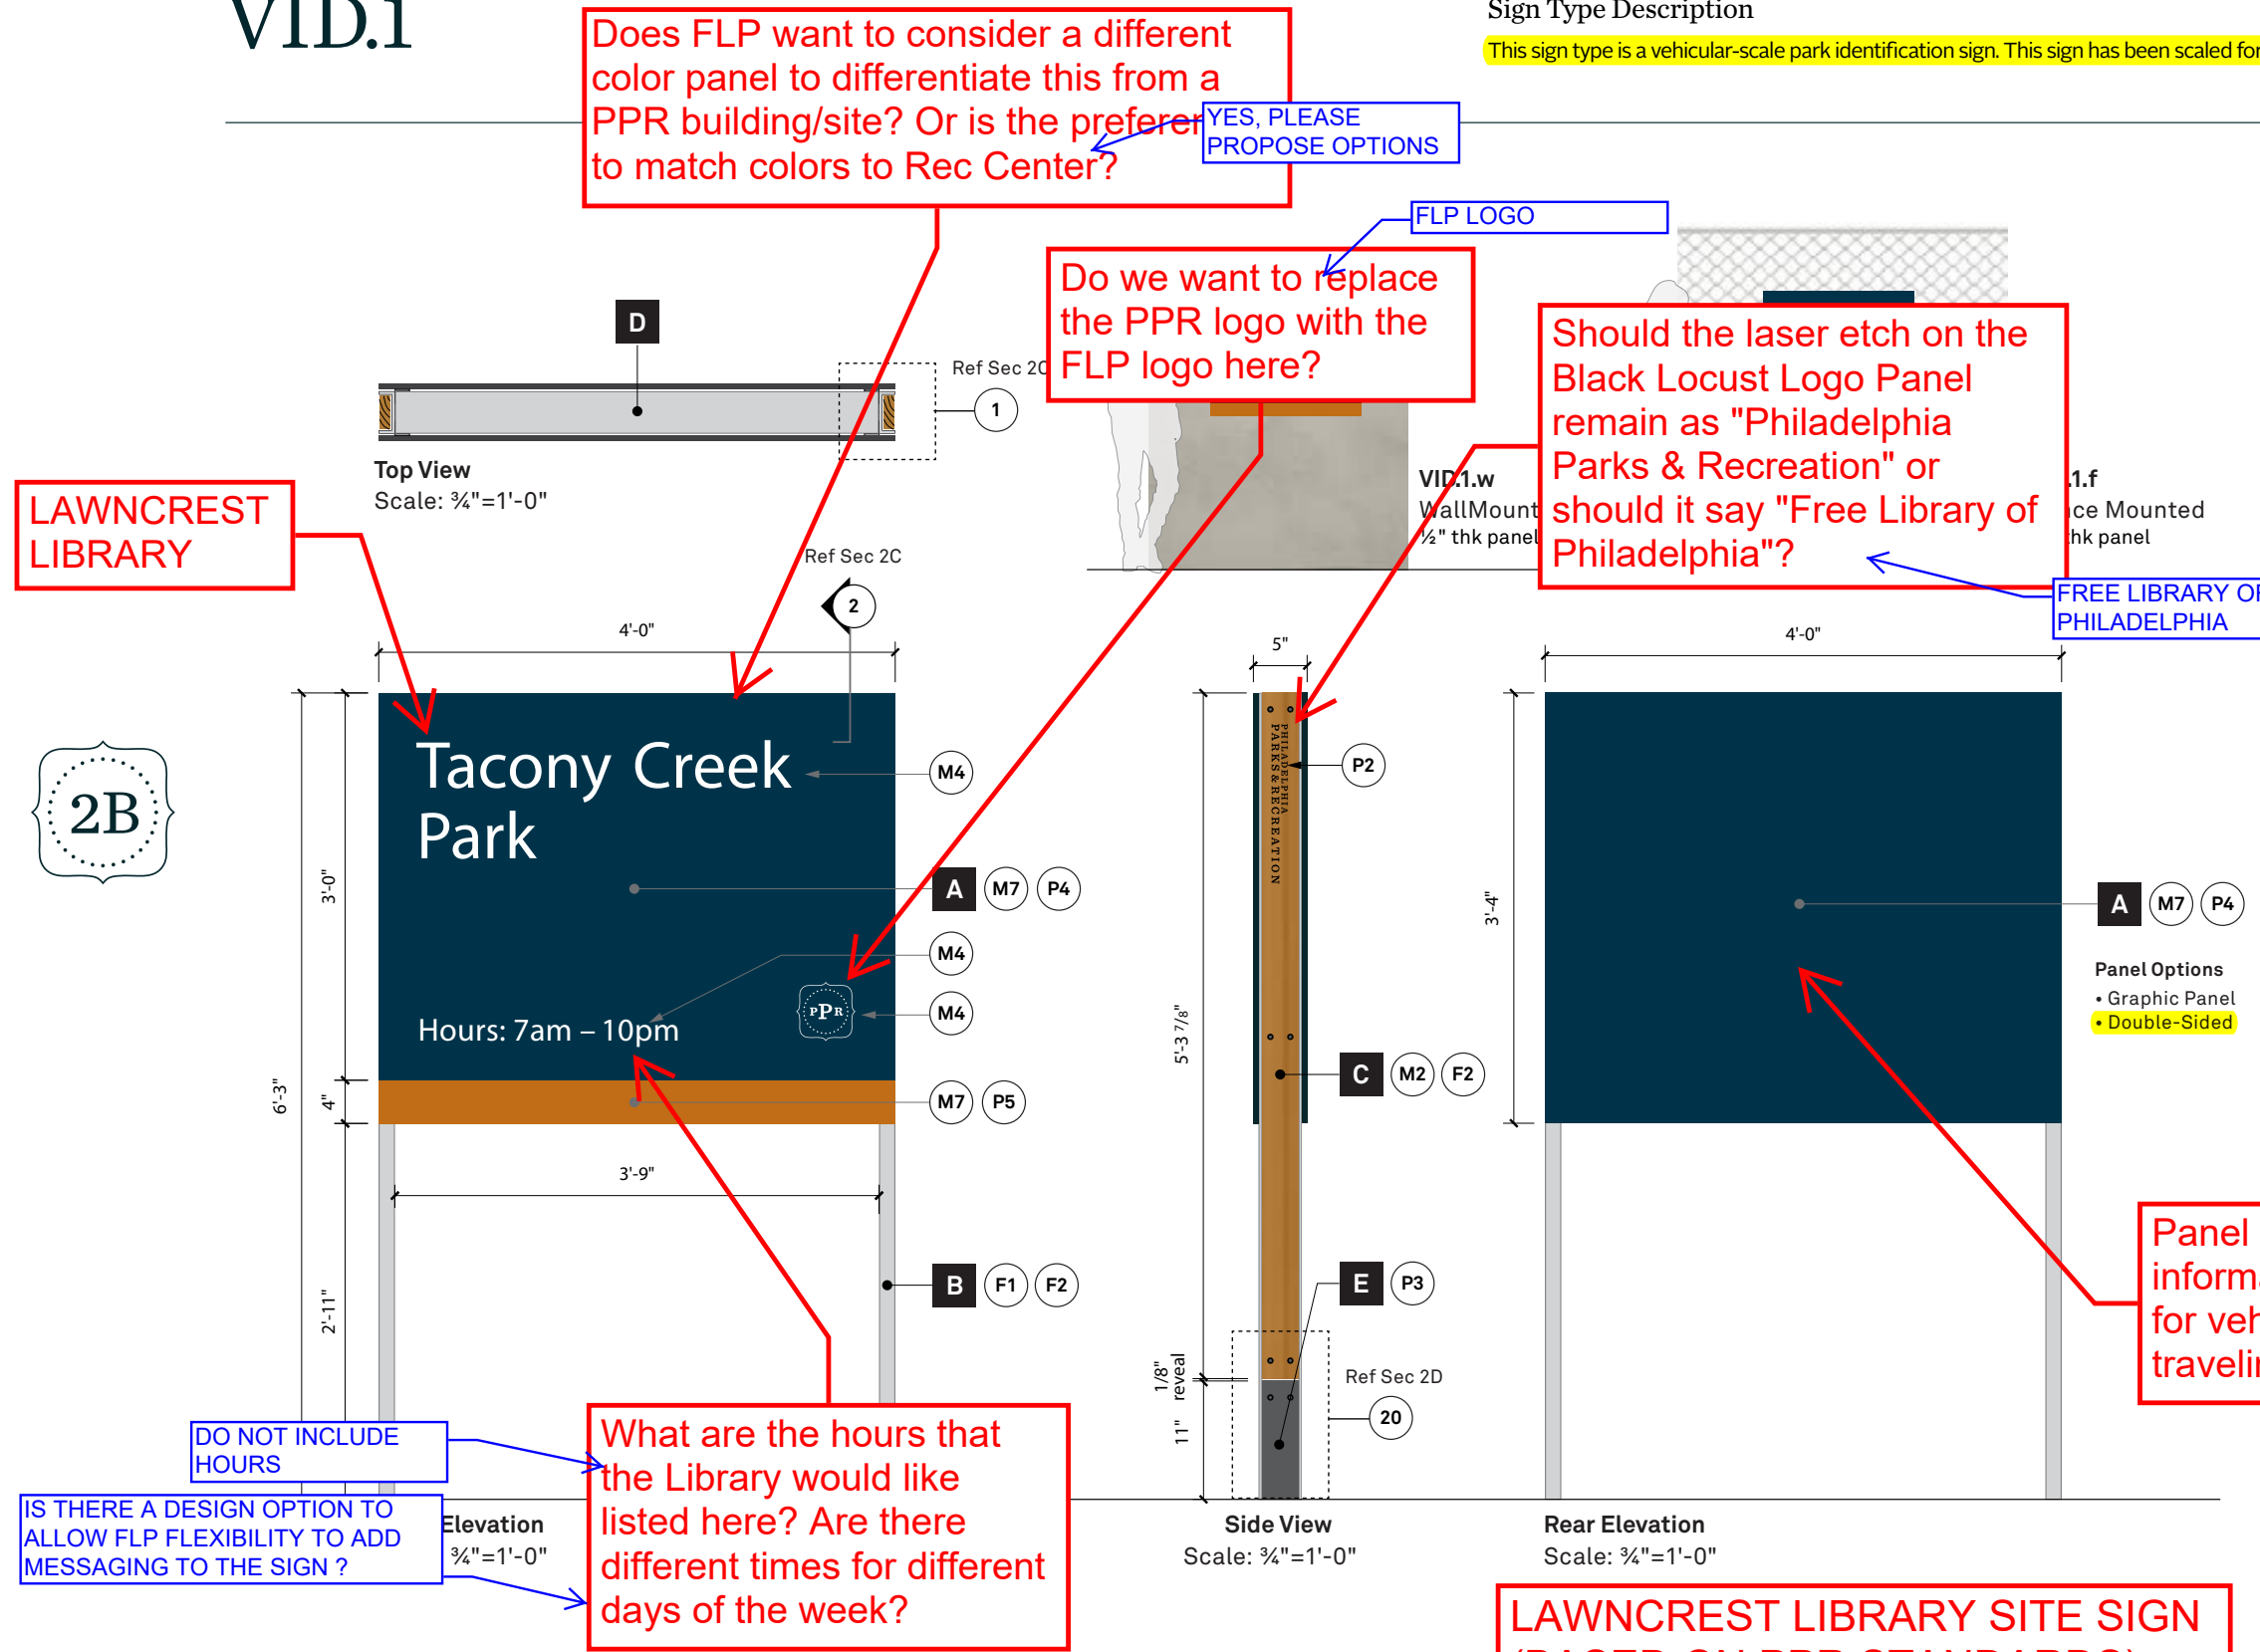 VID.1
Sign Type Description
This sign type is a vehicular-scale park identification sign. This sign has been scaled for
Does FLP want to consider a different
color panel to differentiate this from a
PPR building/site? Or is the
to match colors to Rec Center?
YES, PLEASE
PROPOSE OPTIONS
FLP LOGO
Do we want to replace
the PPR logo with the
FLP logo here?
Should the laser etch on the
Black Locust Logo Panel
remain as "Philadelphia
Parks & Recreation" or
should it say "Free Library of
Philadelphia"?
FREE LIBRARY OF
PHILADELPHIA
D
Ref Sec 2C
1
Top View
Scale: ¾"=1'-0"
VID.1.w
WallMount
½" thk panel
.1.f
Mounted
thk panel
LAWNCREST
LIBRARY
Ref Sec 2C
2
4'-0"
5"
4'-0"
2B
Tacony Creek
Park
M4
P2
PHILADELPHIA
PARKS & RECREATION
3'-0"
A M7 P4
3'-4"
A M7 P4
M4
Panel Options
• Graphic Panel
• Double-Sided
PPR
M4
Hours: 7am – 10pm
5'-3 7/8"
C M2 F2
6'-3"
4"
M7 P5
3'-9"
2'-11"
B F1 F2
E P3
Panel
for
1/8"
reveal
Ref Sec 2D
20
11"
DO NOT INCLUDE
HOURS
IS THERE A DESIGN OPTION TO
ALLOW FLP FLEXIBILITY TO ADD
MESSAGING TO THE SIGN ?
What are the hours that
the Library would like
listed here? Are there
different times for different
days of the week?
Elevation
¾"=1'-0"
Side View
Scale: ¾"=1'-0"
Rear Elevation
Scale: ¾"=1'-0"
LAWNCREST LIBRARY SITE SIGN
(BASED ON PPR STANDARDS)